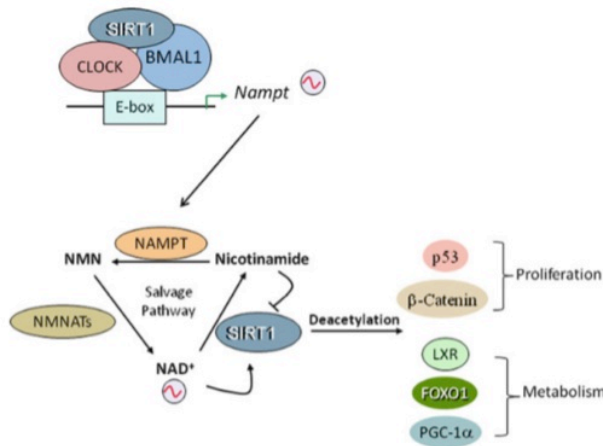 SIRT1
CLOCK
BMAL1
E-box
Nampt
NAMPT
NMN
Nicotinamide
Salvage
Pathway
NMNATs
SIRT1
NAD⁺
Deacetylation
p53
β-Catenin
Proliferation
LXR
FOXO1
PGC-1α
Metabolism